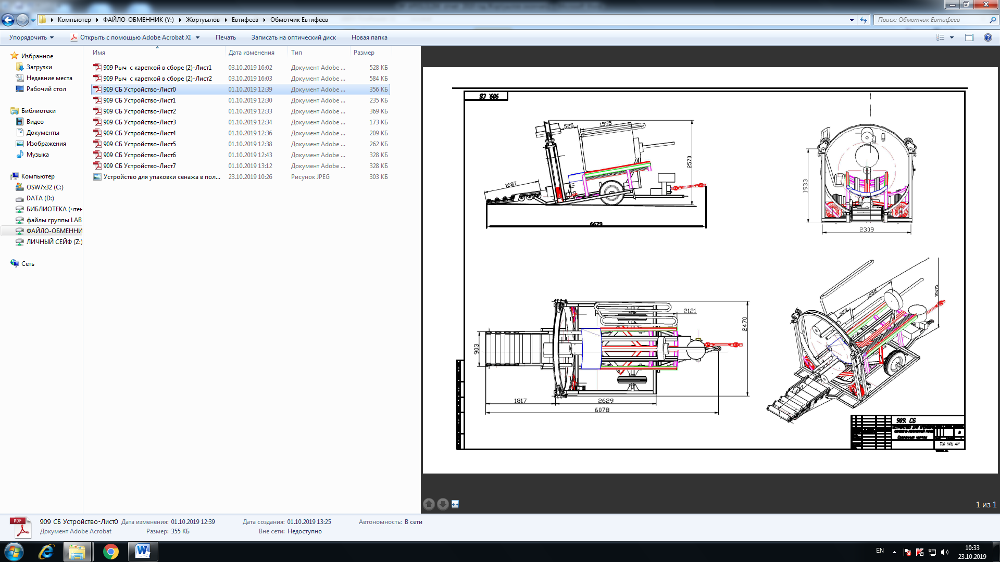 Компьютер ▸ ФАЙЛО-ОБМЕННИК (Y:) ▸ Жортуылов ▸ Евтифеев ▸ Обмотчик Евтифеев
Поиск: Обмотчик Евтифеев
Упорядочить Открыть с помощью Adobe Acrobat XI Печать Записать на оптический диск Новая папка
Избранное
Загрузки
Недавние места
Рабочий стол
Библиотеки
Видео
Документы
Изображения
Музыка
Компьютер
OSW7x32 (C:)
DATA (D:)
БИБЛИОТЕКА (чтен
файлы группы LAB
ФАЙЛО-ОБМЕННИ
ЛИЧНЫЙ СЕЙФ (Z:)
Сеть
Имя Дата изменения Тип Размер
909 Рыч с кареткой в сборе (2)-Лист1 03.10.2019 16:02 Документ Adobe ... 528 КБ
909 Рыч с кареткой в сборе (2)-Лист2 03.10.2019 16:03 Документ Adobe ... 584 КБ
909 СБ Устройство-Лист0 01.10.2019 12:39 Документ Adobe ... 356 КБ
909 СБ Устройство-Лист1 01.10.2019 12:30 Документ Adobe ... 235 КБ
909 СБ Устройство-Лист2 01.10.2019 12:33 Документ Adobe ... 369 КБ
909 СБ Устройство-Лист3 01.10.2019 12:34 Документ Adobe ... 173 КБ
909 СБ Устройство-Лист4 01.10.2019 12:36 Документ Adobe ... 209 КБ
909 СБ Устройство-Лист5 01.10.2019 12:38 Документ Adobe ... 262 КБ
909 СБ Устройство-Лист6 01.10.2019 12:43 Документ Adobe ... 328 КБ
909 СБ Устройство-Лист7 01.10.2019 13:12 Документ Adobe ... 328 КБ
Устройство для упаковки сенажа в пол... 23.10.2019 10:26 Рисунок JPEG 303 КБ
909. СБ
525
1555
2570
1687
6679
1933
2309
2121
2470
903
1817
2629
6078
525
1555
2570
1687
909. СБ
Сборочный чертеж
ТОО "НПЦ АИ"
1 из 1
PDF
909 СБ Устройство-Лист0 Дата изменения: 01.10.2019 12:39 Дата создания: 01.10.2019 13:25 Автономность: В сети
Документ Adobe Acrobat Размер: 355 КБ Вне сети: Недоступно
EN
10:33
23.10.2019